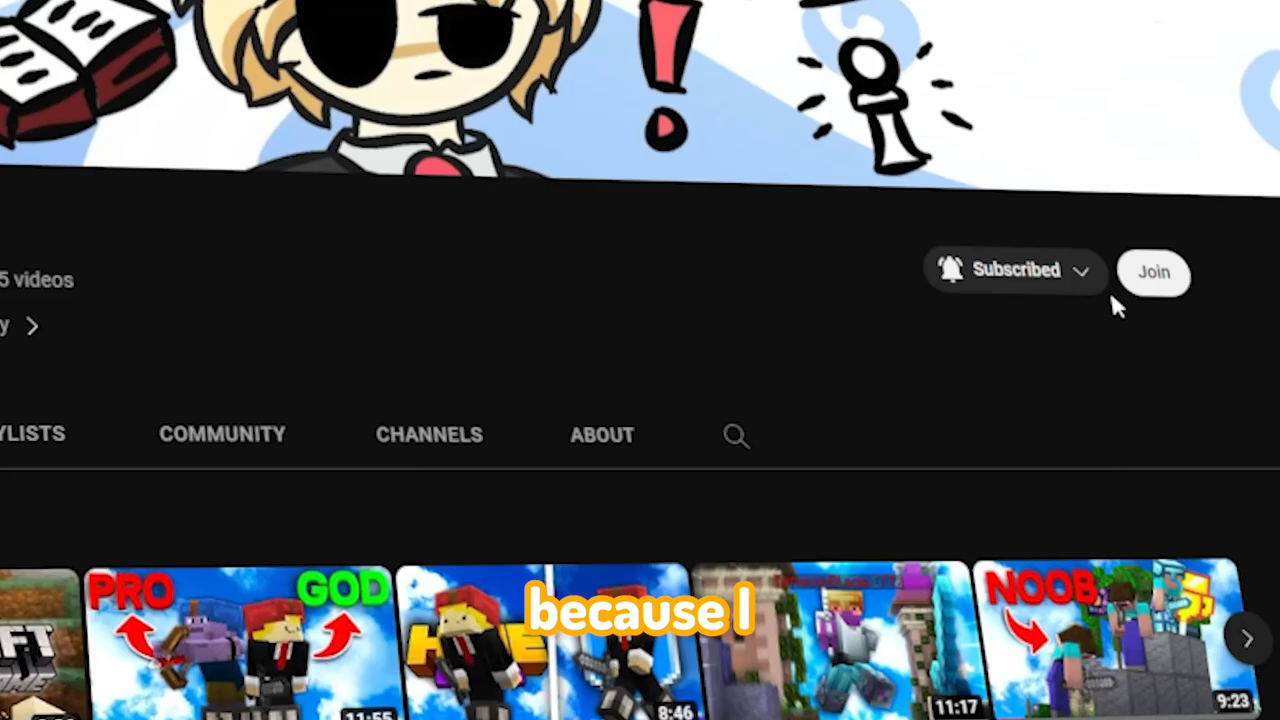 5 videos
Subscribed
Join
y
YLISTS
COMMUNITY
CHANNELS
ABOUT
PRO
GOD
NOOB
because I
11:55
8:46
11:17
9:23